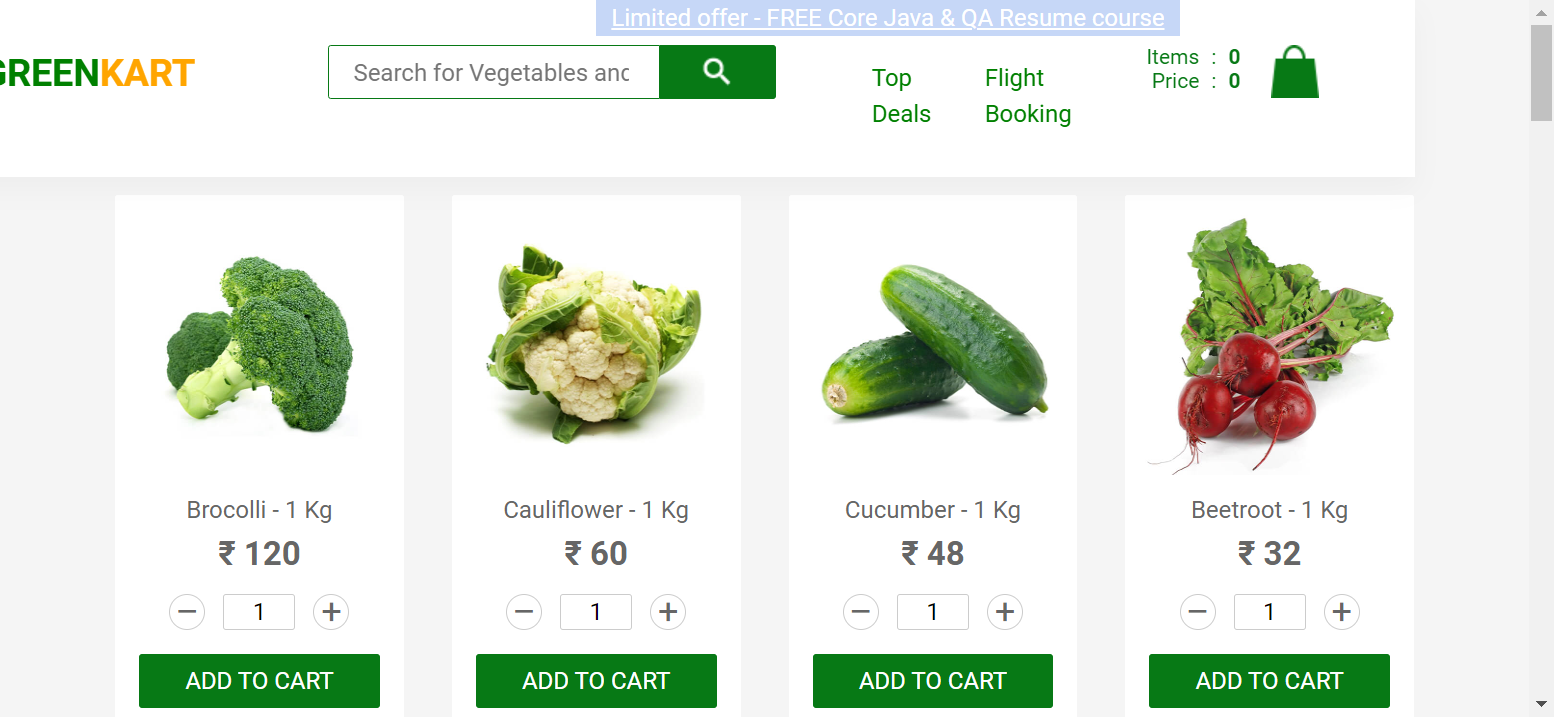 Limited offer - FREE Core Java & QA Resume course
GREENKART
Search for Vegetables and
Top
Deals
Flight
Booking
Items : 0
Price : 0
Brocolli - 1 Kg
₹ 120
1
ADD TO CART
Cauliflower - 1 Kg
₹ 60
1
ADD TO CART
Cucumber - 1 Kg
₹ 48
1
ADD TO CART
Beetroot - 1 Kg
₹ 32
1
ADD TO CART